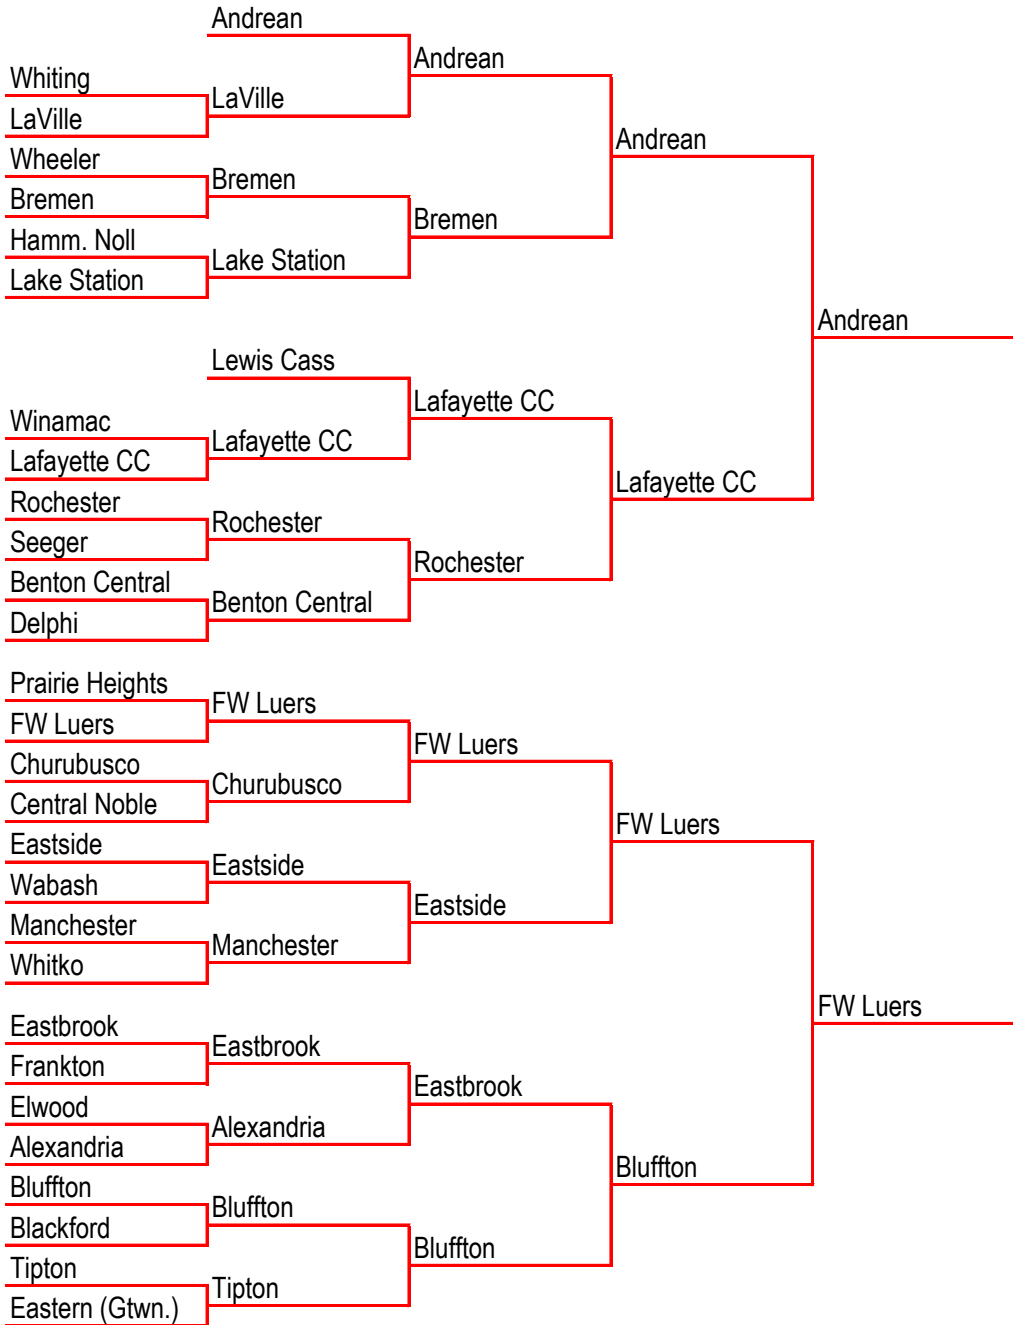 Andrean
Andrean
Whiting
LaVille
LaVille
Andrean
Wheeler
Bremen
Bremen
Bremen
Hamm. Noll
Lake Station
Lake Station
Andrean
Lewis Cass
Lafayette CC
Winamac
Lafayette CC
Lafayette CC
Lafayette CC
Rochester
Rochester
Seeger
Rochester
Benton Central
Benton Central
Delphi
Prairie Heights
FW Luers
FW Luers
FW Luers
Churubusco
Churubusco
Central Noble
FW Luers
Eastside
Eastside
Wabash
Eastside
Manchester
Manchester
Whitko
FW Luers
Eastbrook
Eastbrook
Frankton
Eastbrook
Elwood
Alexandria
Alexandria
Bluffton
Bluffton
Bluffton
Blackford
Bluffton
Tipton
Tipton
Eastern (Gtwn.)